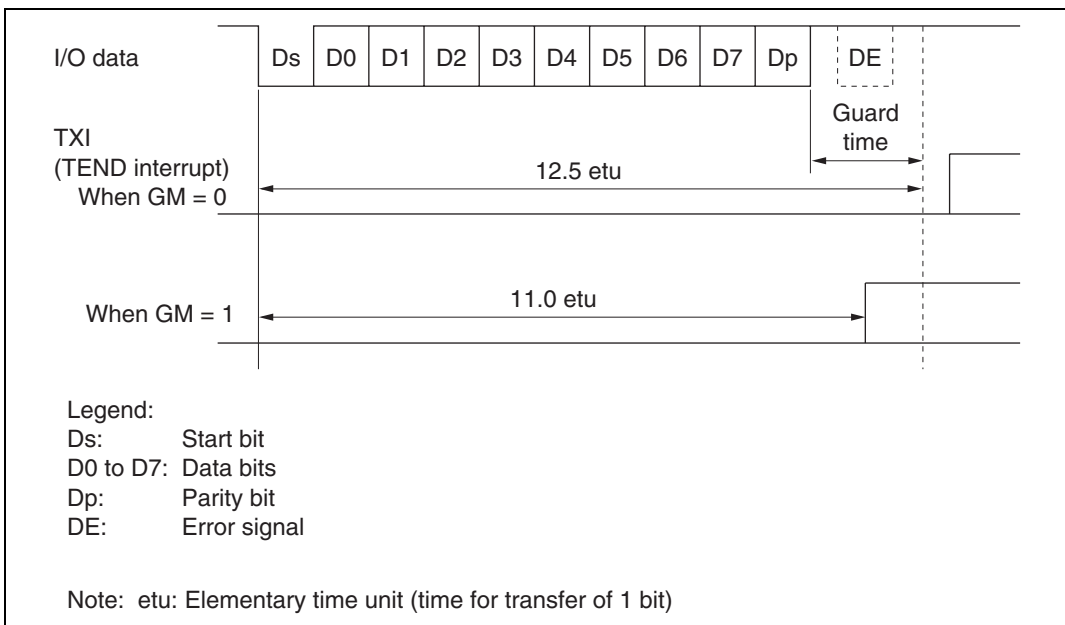 I/O data
Ds D0 D1 D2 D3 D4 D5 D6 D7 Dp DE
Guard
time
TXI
(TEND interrupt)
When GM = 0
12.5 etu
When GM = 1
11.0 etu
Legend:
Ds: Start bit
D0 to D7: Data bits
Dp: Parity bit
DE: Error signal
Note: etu: Elementary time unit (time for transfer of 1 bit)